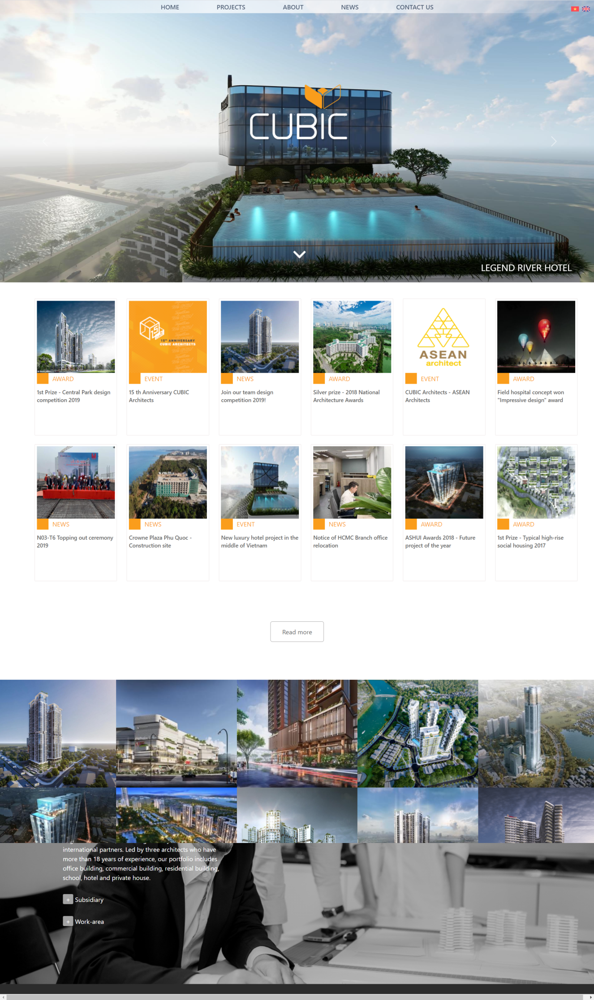 HOME PROJECTS ABOUT NEWS CONTACT US
CUBIC
LEGEND RIVER HOTEL
15TH ANNIVERSARY
CUBIC ARCHITECTS
ASEAN
architect
AWARD
EVENT
NEWS
AWARD
EVENT
AWARD
1st Prize - Central Park design
competition 2019
15 th Anniversary CUBIC
Architects
Join our team design
competition 2019!
Silver prize - 2018 National
Architecture Awards
CUBIC Architects - ASEAN
Architects
Field hospital concept won
"Impressive design" award
NEWS
NEWS
EVENT
NEWS
AWARD
AWARD
N03-T6 Topping out ceremony
2019
Crowne Plaza Phu Quoc -
Construction site
New luxury hotel project in the
middle of Vietnam
Notice of HCMC Branch office
relocation
ASHUI Awards 2018 - Future
project of the year
1st Prize - Typical high-rise
social housing 2017
Read more
international partners. Led by three architects who have
more than 18 years of experience, our portfolio includes
office building, commercial building, residential building,
school, hotel and private house.
+ Subsidiary
+ Work-area